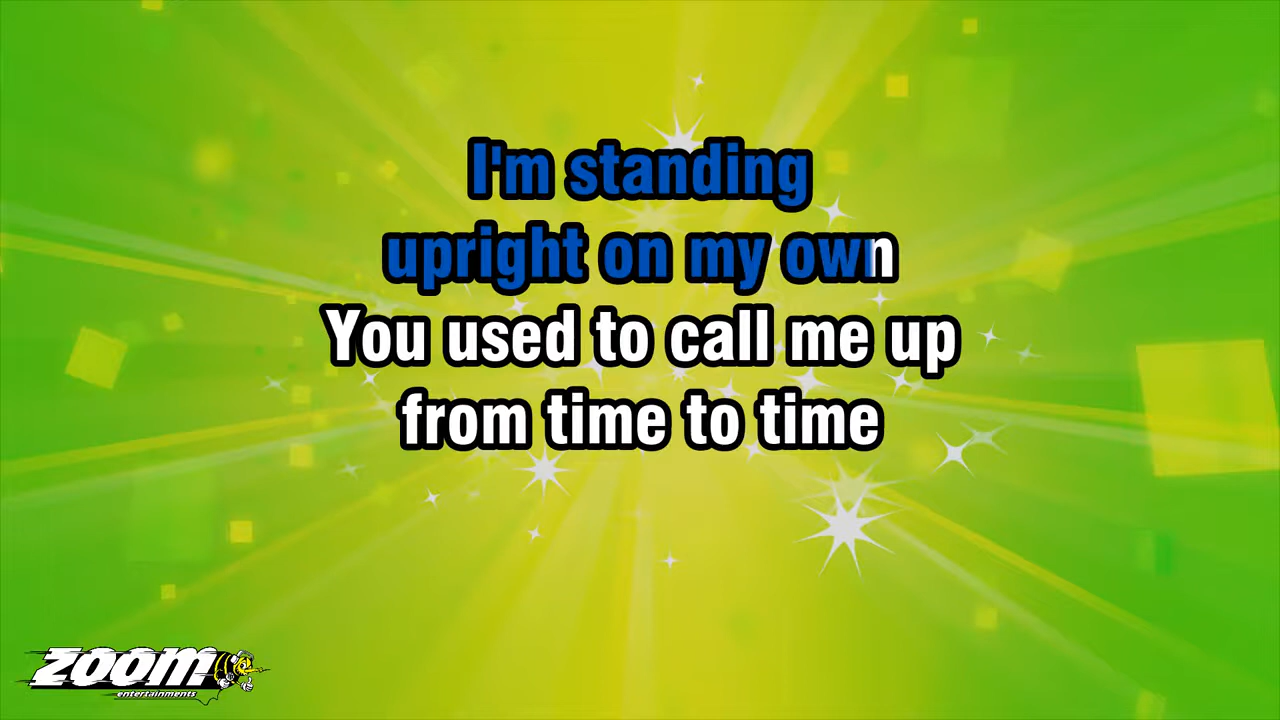 I'm standing
upright on my own
You used to call me up
from time to time
ZOOM
entertainments